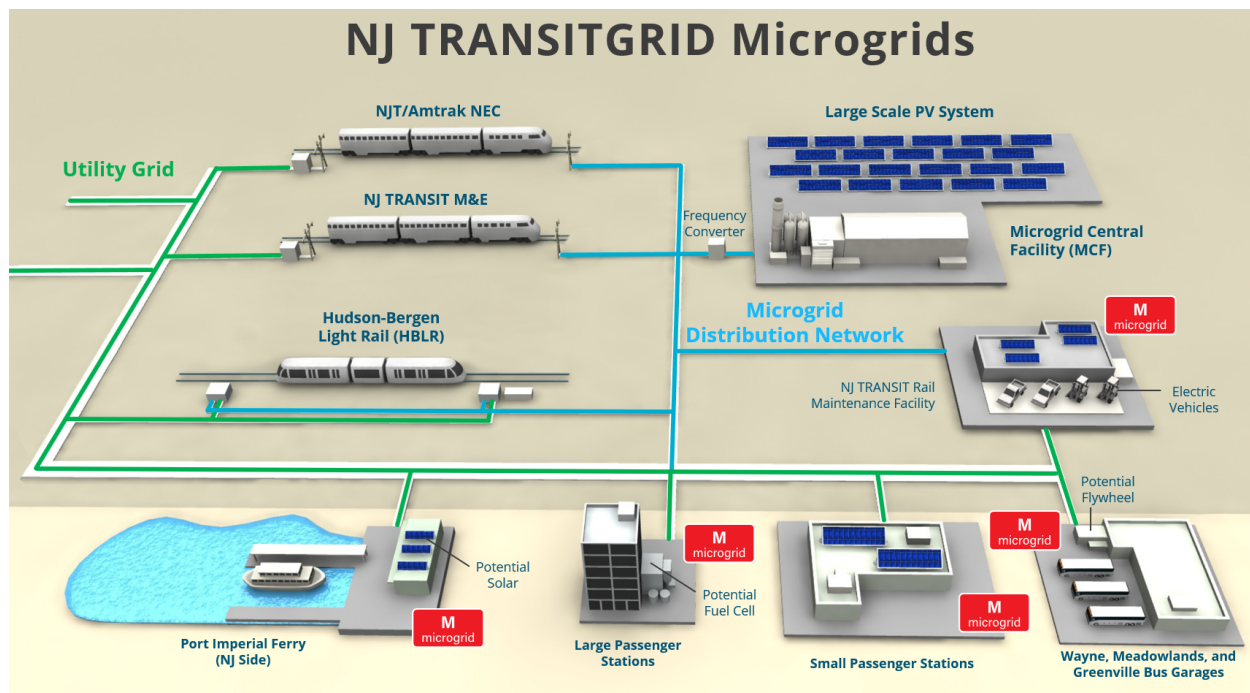 NJ TRANSITGRID Microgrids
NJT/Amtrak NEC
Large Scale PV System
Utility Grid
NJ TRANSIT M&E
Frequency
Converter
Microgrid Central
Facility (MCF)
Hudson-Bergen
Light Rail (HBLR)
Microgrid
Distribution Network
M
microgrid
NJ TRANSIT Rail
Maintenance Facility
Electric
Vehicles
Potential
Flywheel
M
microgrid
M
microgrid
Potential
Solar
Potential
Fuel Cell
M
microgrid
M
microgrid
Port Imperial Ferry
(NJ Side)
Large Passenger
Stations
Small Passenger Stations
Wayne, Meadowlands, and
Greenville Bus Garages